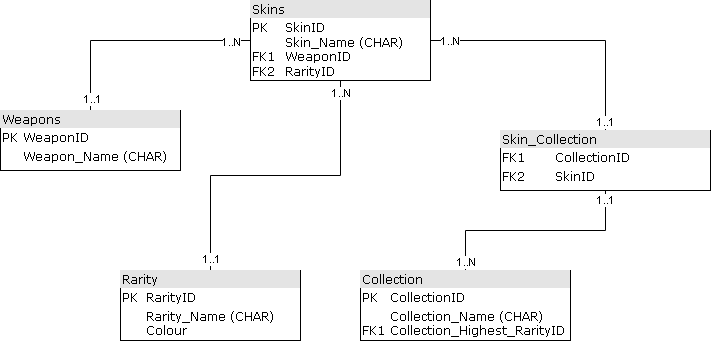 Skins
PK SkinID
Skin_Name (CHAR)
FK1 WeaponID
FK2 RarityID
1..N
1..N
1..N
1..1
1..1
Weapons
PK WeaponID
Weapon_Name (CHAR)
Skin_Collection
FK1 CollectionID
FK2 SkinID
1..1
1..1
1..N
Rarity
PK RarityID
Rarity_Name (CHAR)
Colour
Collection
PK CollectionID
Collection_Name (CHAR)
FK1 Collection_Highest_RarityID